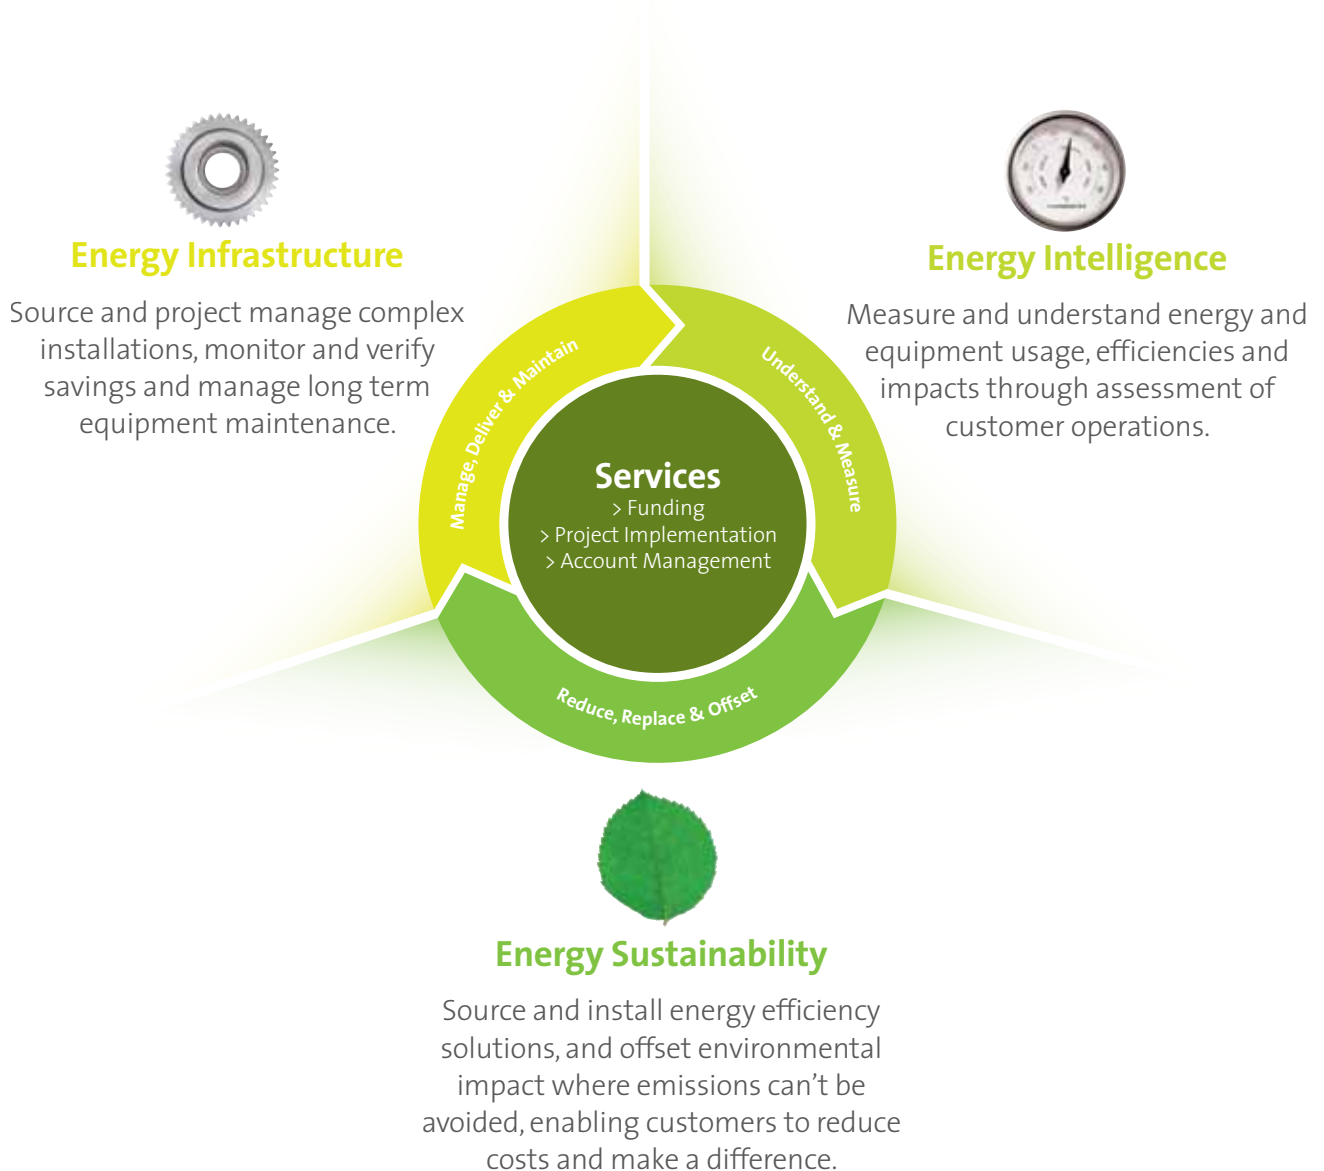 Energy Infrastructure
Source and project manage complex
installations, monitor and verify
savings and manage long term
equipment maintenance.
Energy Intelligence
Measure and understand energy and
equipment usage, efficiencies and
impacts through assessment of
customer operations.
Manage, Deliver & Maintain
Understand & Measure
Services
> Funding
> Project Implementation
> Account Management
Reduce, Replace & Offset
Energy Sustainability
Source and install energy efficiency
solutions, and offset environmental
impact where emissions can’t be
avoided, enabling customers to reduce
costs and make a difference.